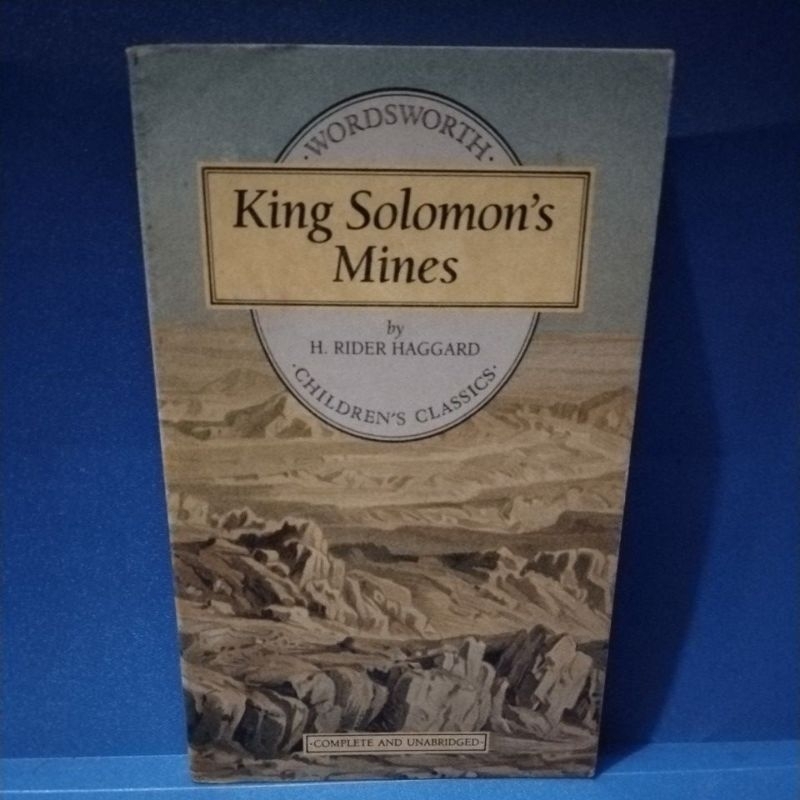 ·WORDSWORTH·
King Solomon's
Mines
by
H. RIDER HAGGARD
·CHILDREN'S CLASSICS·
·COMPLETE AND UNABRIDGED·